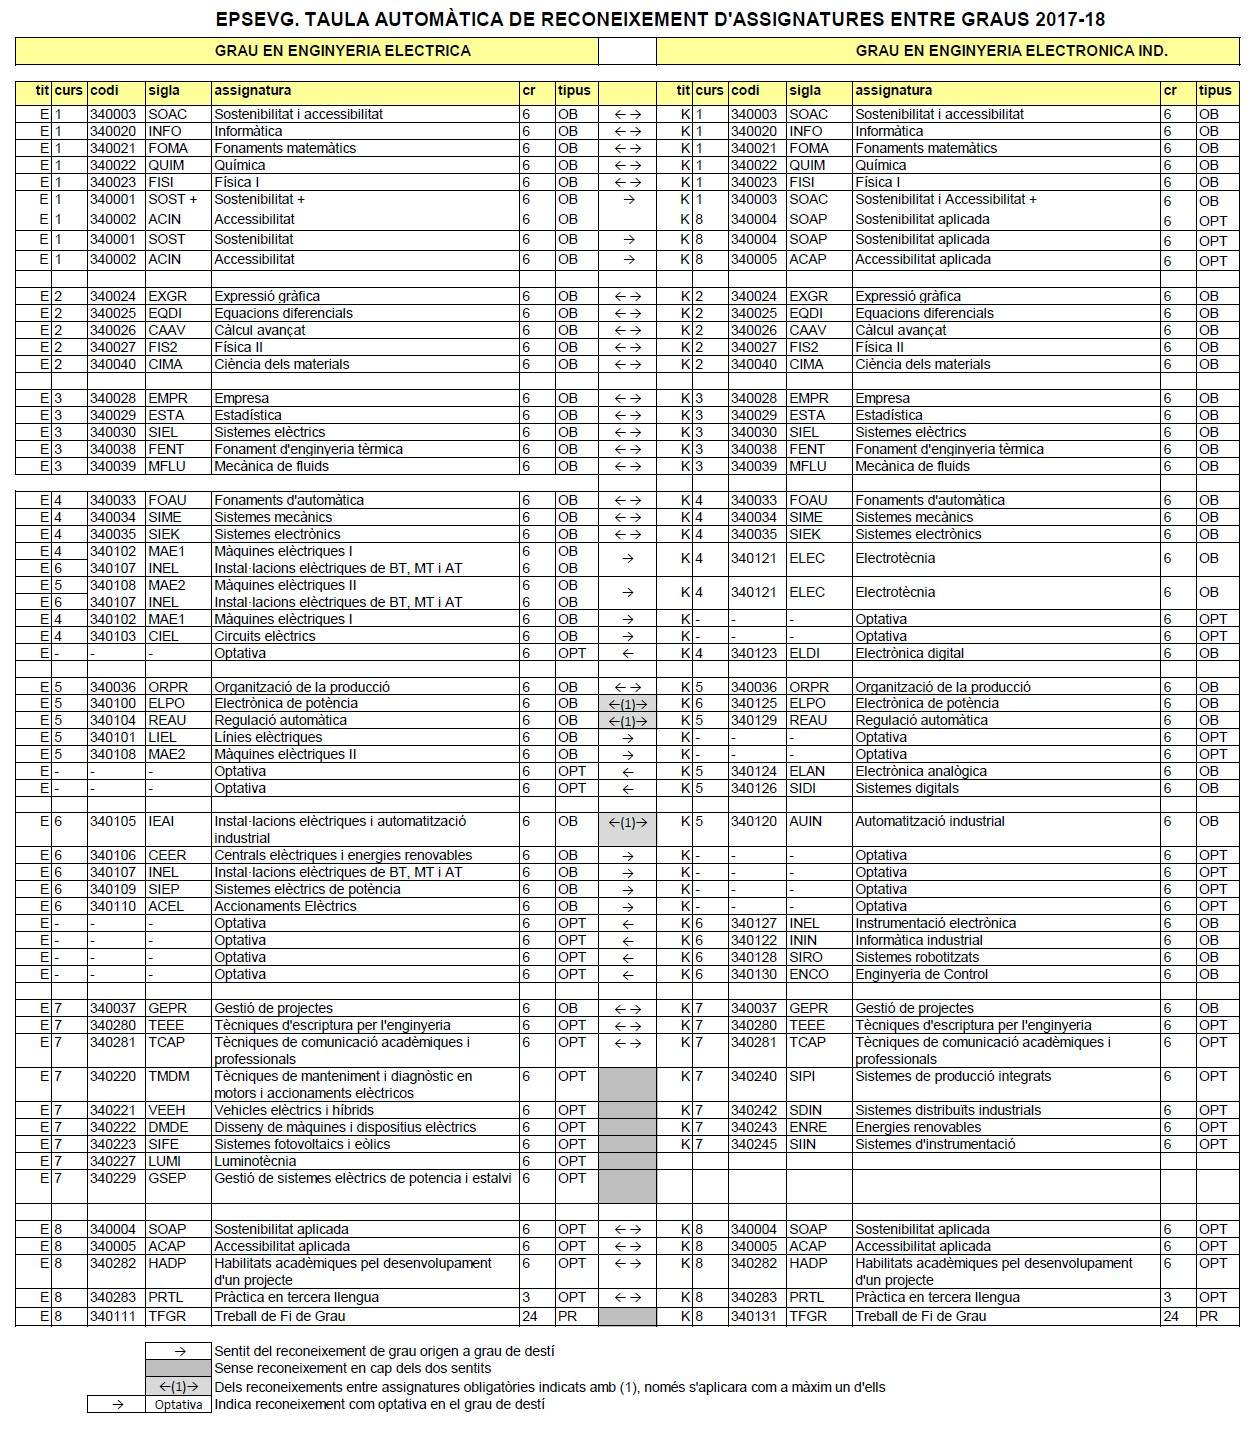 EPSEVG. TAULA AUTOMÀTICA DE RECONEIXEMENT D'ASSIGNATURES ENTRE GRAUS 2017-18
GRAU EN ENGINYERIA ELECTRICA GRAU EN ENGINYERIA ELECTRONICA IND.
tit curs codi sigla assignatura cr tipus tit curs codi sigla assignatura cr tipus
E 1 340003 SOAC Sostenibilitat i accessibilitat 6 OB ←→ K 1 340003 SOAC Sostenibilitat i accessibilitat 6 OB
E 1 340020 INFO Informàtica 6 OB ←→ K 1 340020 INFO Informàtica 6 OB
E 1 340021 FOMA Fonaments matemàtics 6 OB ←→ K 1 340021 FOMA Fonaments matemàtics 6 OB
E 1 340022 QUIM Química 6 OB ←→ K 1 340022 QUIM Química 6 OB
E 1 340023 FISI Física I 6 OB ←→ K 1 340023 FISI Física I 6 OB
E 1 340001 SOST + Sostenibilitat + 6 OB → K 1 340003 SOAC Sostenibilitat i Accessibilitat + 6 OB
E 1 340002 ACIN Accessibilitat 6 OB K 8 340004 SOAP Sostenibilitat aplicada 6 OPT
E 1 340001 SOST Sostenibilitat 6 OB → K 8 340004 SOAP Sostenibilitat aplicada 6 OPT
E 1 340002 ACIN Accessibilitat 6 OB → K 8 340005 ACAP Accessibilitat aplicada 6 OPT
E 2 340024 EXGR Expressió gràfica 6 OB ←→ K 2 340024 EXGR Expressió gràfica 6 OB
E 2 340025 EQDI Equacions diferencials 6 OB ←→ K 2 340025 EQDI Equacions diferencials 6 OB
E 2 340026 CAAV Càlcul avançat 6 OB ←→ K 2 340026 CAAV Càlcul avançat 6 OB
E 2 340027 FIS2 Física II 6 OB ←→ K 2 340027 FIS2 Física II 6 OB
E 2 340040 CIMA Ciència dels materials 6 OB ←→ K 2 340040 CIMA Ciència dels materials 6 OB
E 3 340028 EMPR Empresa 6 OB ←→ K 3 340028 EMPR Empresa 6 OB
E 3 340029 ESTA Estadística 6 OB ←→ K 3 340029 ESTA Estadística 6 OB
E 3 340030 SIEL Sistemes elèctrics 6 OB ←→ K 3 340030 SIEL Sistemes elèctrics 6 OB
E 3 340038 FENT Fonament d'enginyeria tèrmica 6 OB ←→ K 3 340038 FENT Fonament d'enginyeria tèrmica 6 OB
E 3 340039 MFLU Mecànica de fluids 6 OB ←→ K 3 340039 MFLU Mecànica de fluids 6 OB
E 4 340033 FOAU Fonaments d'automàtica 6 OB ←→ K 4 340033 FOAU Fonaments d'automàtica 6 OB
E 4 340034 SIME Sistemes mecànics 6 OB ←→ K 4 340034 SIME Sistemes mecànics 6 OB
E 4 340035 SIEK Sistemes electrònics 6 OB ←→ K 4 340035 SIEK Sistemes electrònics 6 OB
E 4 340102 MAE1 Màquines elèctriques I 6 OB
→ K 4 340121 ELEC Electrotècnia 6 OB
E 6 340107 INEL Instal·lacions elèctriques de BT, MT i AT 6 OB
E 5 340108 MAE2 Màquines elèctriques II 6 OB
→ K 4 340121 ELEC Electrotècnia 6 OB
E 6 340107 INEL Instal·lacions elèctriques de BT, MT i AT 6 OB
E 4 340102 MAE1 Màquines elèctriques I 6 OB → K - - - Optativa 6 OPT
E 4 340103 CIEL Circuits elèctrics 6 OB → K - - - Optativa 6 OPT
E - - - Optativa 6 OPT ← K 4 340123 ELDI Electrònica digital 6 OB
E 5 340036 ORPR Organització de la producció 6 OB ←→ K 5 340036 ORPR Organització de la producció 6 OB
E 5 340100 ELPO Electrònica de potència 6 OB ←(1)→ K 6 340125 ELPO Electrònica de potència 6 OB
E 5 340104 REAU Regulació automàtica 6 OB ←(1)→ K 5 340129 REAU Regulació automàtica 6 OB
E 5 340101 LIEL Línies elèctriques 6 OB → K - - - Optativa 6 OPT
E 5 340108 MAE2 Màquines elèctriques II 6 OB → K - - - Optativa 6 OPT
E - - - Optativa 6 OPT ← K 5 340124 ELAN Electrònica analògica 6 OB
E - - - Optativa 6 OPT ← K 5 340126 SIDI Sistemes digitals 6 OB
E 6 340105 IEAI Instal·lacions elèctriques i automatització 6 OB ←(1)→ K 5 340120 AUIN Automatització industrial 6 OB
industrial
E 6 340106 CEER Centrals elèctriques i energies renovables 6 OB → K - - - Optativa 6 OPT
E 6 340107 INEL Instal·lacions elèctriques de BT, MT i AT 6 OB → K - - - Optativa 6 OPT
E 6 340109 SIEP Sistemes elèctrics de potència 6 OB → K - - - Optativa 6 OPT
E 6 340110 ACEL Accionaments Elèctrics 6 OB → K - - - Optativa 6 OPT
E - - - Optativa 6 OPT ← K 6 340127 INEL Instrumentació electrònica 6 OB
E - - - Optativa 6 OPT ← K 6 340122 ININ Informàtica industrial 6 OB
E - - - Optativa 6 OPT ← K 6 340128 SIRO Sistemes robotitzats 6 OB
E - - - Optativa 6 OPT ← K 6 340130 ENCO Enginyeria de Control 6 OB
E 7 340037 GEPR Gestió de projectes 6 OB ←→ K 7 340037 GEPR Gestió de projectes 6 OB
E 7 340280 TEEE Tècniques d'escriptura per l'enginyeria 6 OPT ←→ K 7 340280 TEEE Tècniques d'escriptura per l'enginyeria 6 OPT
E 7 340281 TCAP Tècniques de comunicació acadèmiques i 6 OPT ←→ K 7 340281 TCAP Tècniques de comunicació acadèmiques i 6 OPT
professionals professionals
E 7 340220 TMDM Tècniques de manteniment i diagnòstic en 6 OPT K 7 340240 SIPI Sistemes de producció integrats 6 OPT
motors i accionaments elèctricos
E 7 340221 VEEH Vehicles elèctrics i híbrids 6 OPT K 7 340242 SDIN Sistemes distribuïts industrials 6 OPT
E 7 340222 DMDE Disseny de màquines i dispositius elèctrics 6 OPT K 7 340243 ENRE Energies renovables 6 OPT
E 7 340223 SIFE Sistemes fotovoltaics i eòlics 6 OPT K 7 340245 SIIN Sistemes d'instrumentació 6 OPT
E 7 340227 LUMI Luminotècnia 6 OPT
E 7 340229 GSEP Gestió de sistemes elèctrics de potencia i estalvi 6 OPT
E 8 340004 SOAP Sostenibilitat aplicada 6 OPT ←→ K 8 340004 SOAP Sostenibilitat aplicada 6 OPT
E 8 340005 ACAP Accessibilitat aplicada 6 OPT ←→ K 8 340005 ACAP Accessibilitat aplicada 6 OPT
E 8 340282 HADP Habilitats acadèmiques pel desenvolupament 6 OPT ←→ K 8 340282 HADP Habilitats acadèmiques pel desenvolupament 6 OPT
d'un projecte d'un projecte
E 8 340283 PRTL Pràctica en tercera llengua 3 OPT ←→ K 8 340283 PRTL Pràctica en tercera llengua 3 OPT
E 8 340111 TFGR Treball de Fi de Grau 24 PR K 8 340131 TFGR Treball de Fi de Grau 24 PR
→ Sentit del reconeixement de grau origen a grau de destí
Sense reconeixement en cap dels dos sentits
←(1)→ Dels reconeixements entre assignatures obligatòries indicats amb (1), només s'aplicara com a màxim un d'ells
→ Optativa Indica reconeixement com optativa en el grau de destí